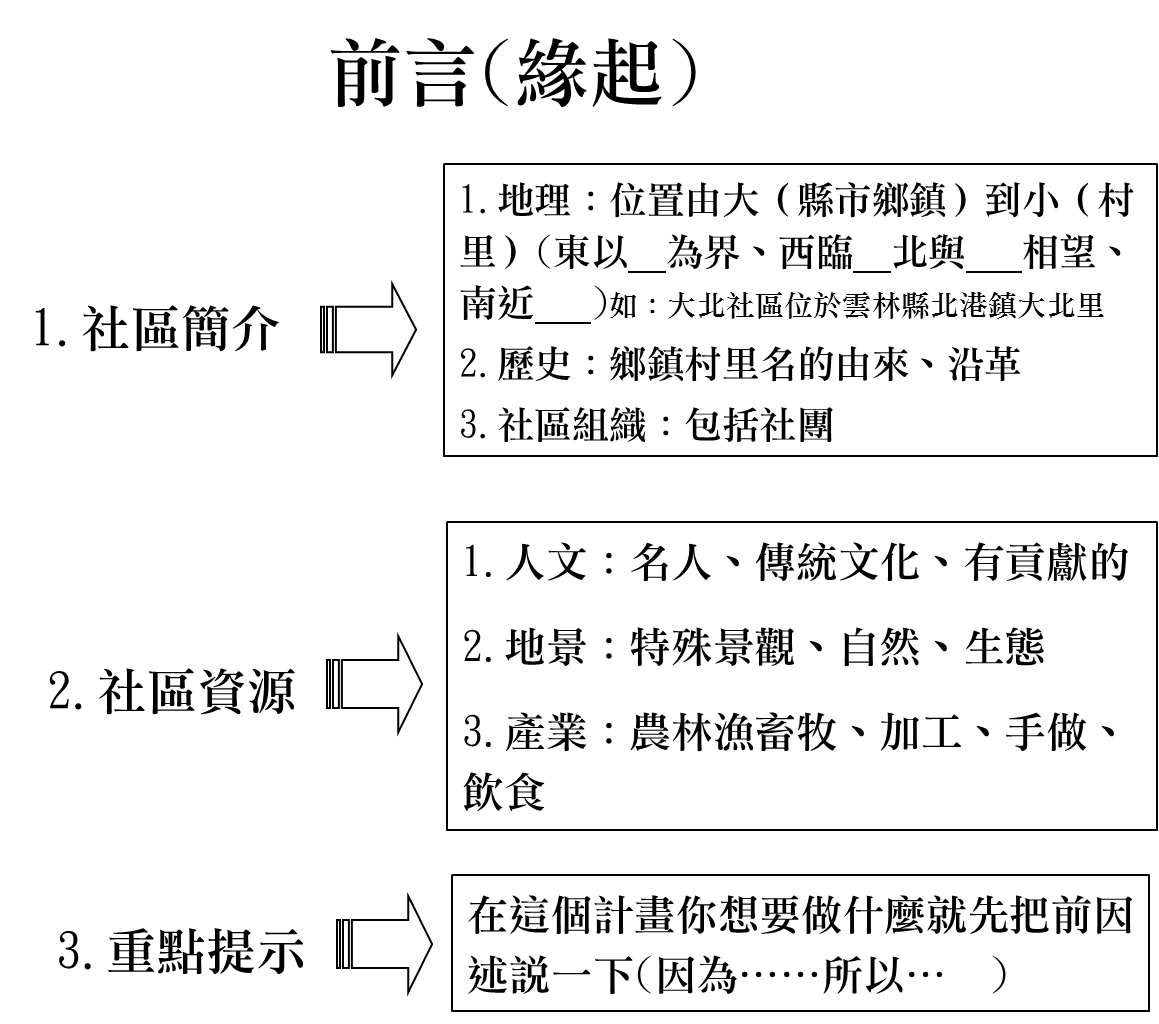 前言(緣起)
1.社區簡介
1.地理：位置由大（縣市鄉鎮）到小（村
里）(東以__為界、西臨__北與___相望、
南近___)如：大北社區位於雲林縣北港鎮大北里
2.歷史：鄉鎮村里名的由來、沿革
3.社區組織：包括社團
2.社區資源
1.人文：名人、傳統文化、有貢獻的
2.地景：特殊景觀、自然、生態
3.產業：農林漁畜牧、加工、手做、
飲食
3.重點提示
在這個計畫你想要做什麼就先把前因
述説一下(因為……所以…　)